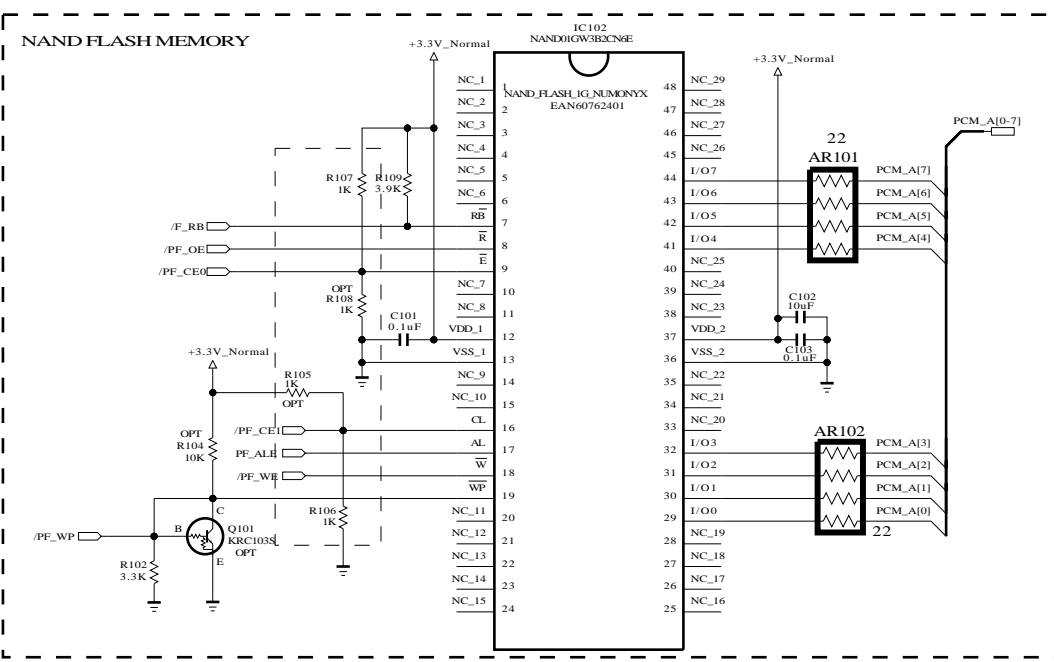 NAND FLASH MEMORY
IC102
NAND01GW3B2CN6E
NAND_FLASH_1G_NUMONYX
EAN60762401
+3.3V_Normal
+3.3V_Normal
+3.3V_Normal
PCM_A[0-7]
NC_1
1
NC_2
2
NC_3
3
NC_4
4
NC_5
5
NC_6
6
RB
7
R
8
E
9
NC_7
10
NC_8
11
VDD_1
12
VSS_1
13
NC_9
14
NC_10
15
CL
16
AL
17
W
18
WP
19
NC_11
20
NC_12
21
NC_13
22
NC_14
23
NC_15
24
48
NC_29
47
NC_28
46
NC_27
45
NC_26
44
I/O7
43
I/O6
42
I/O5
41
I/O4
40
NC_25
39
NC_24
38
NC_23
37
VDD_2
36
VSS_2
35
NC_22
34
NC_21
33
NC_20
32
I/O3
31
I/O2
30
I/O1
29
I/O0
28
NC_19
27
NC_18
26
NC_17
25
NC_16
R107
1K
R109
3.9K
/F_RB
/PF_OE
/PF_CE0
OPT
R108
1K
C101
0.1uF
R105
1K
OPT
OPT
R104
10K
/PF_CE1
PF_ALE
/PF_WE
R106
1K
/PF_WP
B
C
E
Q101
KRC103S
OPT
R102
3.3K
22
AR101
PCM_A[7]
PCM_A[6]
PCM_A[5]
PCM_A[4]
C102
10uF
C103
0.1uF
AR102
PCM_A[3]
PCM_A[2]
PCM_A[1]
PCM_A[0]
22